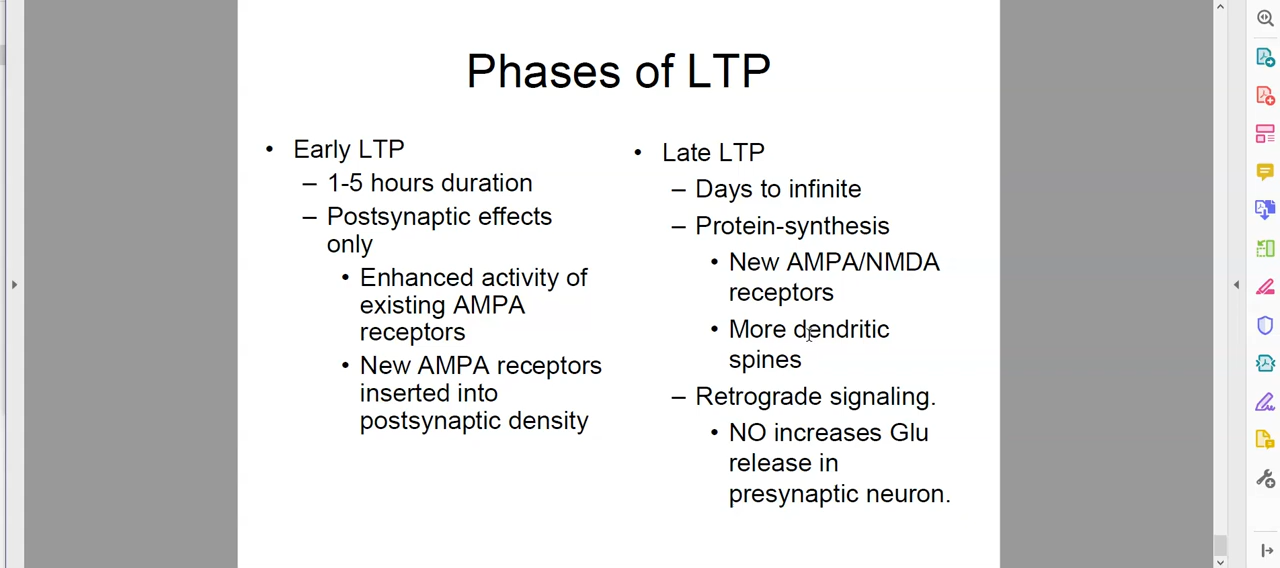 Phases of LTP
• Early LTP
– 1-5 hours duration
– Postsynaptic effects
only
• Enhanced activity of
existing AMPA
receptors
• New AMPA receptors
inserted into
postsynaptic density
• Late LTP
– Days to infinite
– Protein-synthesis
• New AMPA/NMDA
receptors
• More dendritic
spines
– Retrograde signaling.
• NO increases Glu
release in
presynaptic neuron.